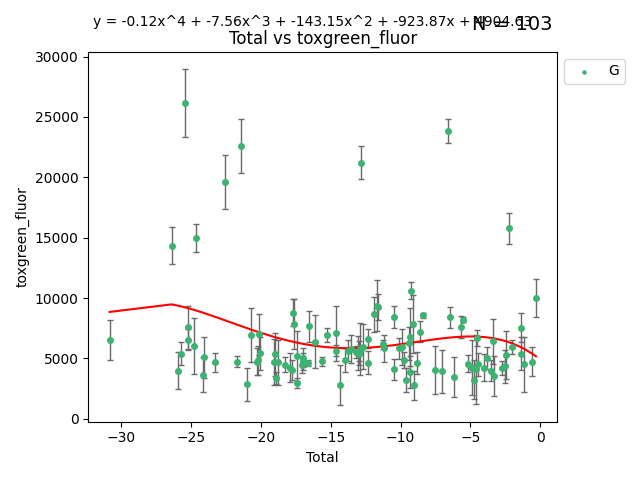 y = -0.12x^4 + -7.56x^3 + -143.15x^2 + -923.87x + 4904.63
N = 103
Total vs toxgreen_fluor
G
30000
25000
20000
15000
10000
5000
0
toxgreen_fluor
−30 −25 −20 −15 −10 −5 0
Total